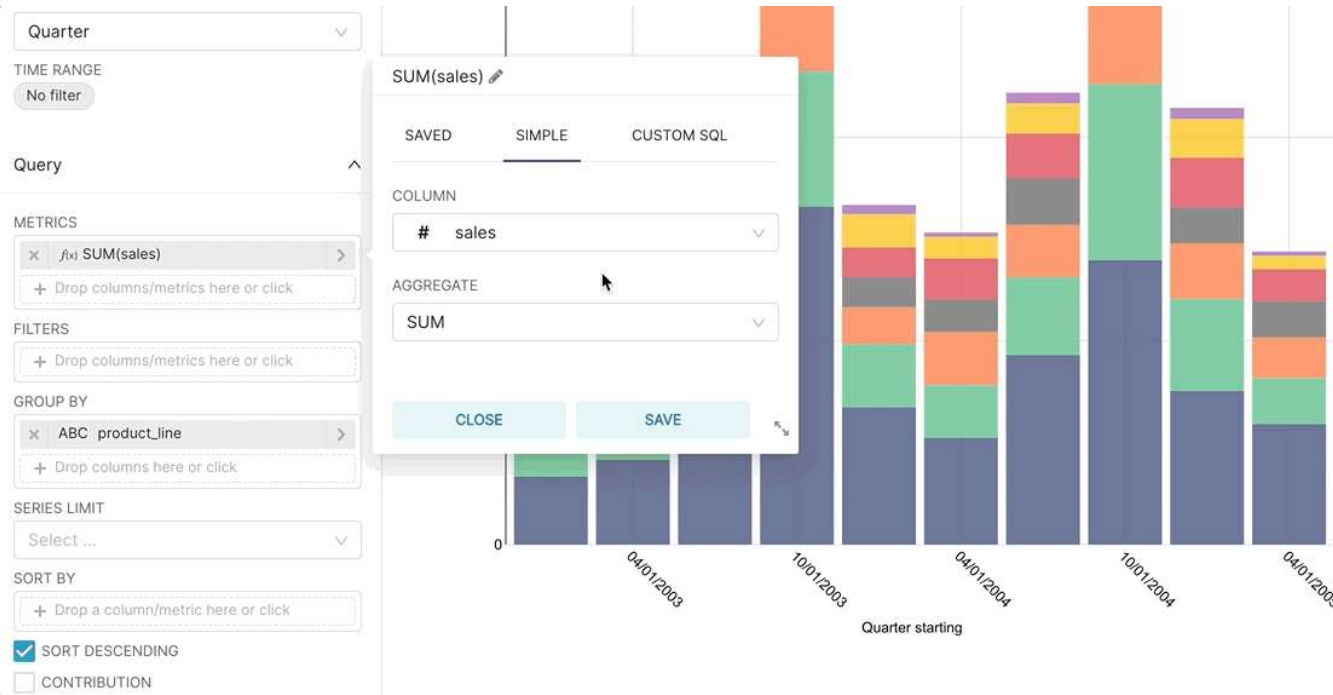 Quarter
TIME RANGE
No filter
Query
METRICS
f(x) SUM(sales)
+ Drop columns/metrics here or click
FILTERS
+ Drop columns/metrics here or click
GROUP BY
ABC product_line
+ Drop columns here or click
SERIES LIMIT
Select ...
SORT BY
+ Drop a column/metric here or click
SORT DESCENDING
CONTRIBUTION
SUM(sales)
SAVED SIMPLE CUSTOM SQL
COLUMN
# sales
AGGREGATE
SUM
CLOSE SAVE
0
04/01/2003 10/01/2003 04/01/2004 10/01/2004
Quarter starting